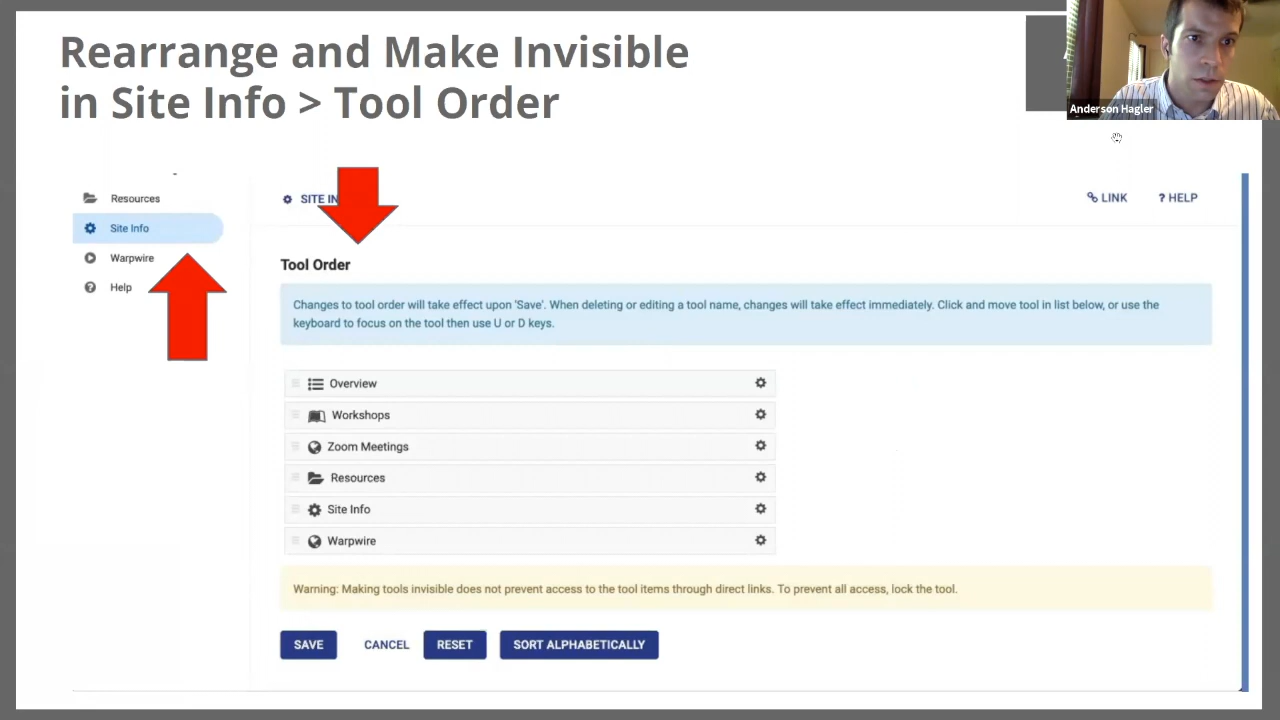 Rearrange and Make Invisible
in Site Info > Tool Order
Anderson Hagler
Resources
Site Info
Warpwire
Help
LINK
? HELP
Tool Order
Changes to tool order will take effect upon 'Save'. When deleting or editing a tool name, changes will take effect immediately. Click and move tool in list below, or use the
keyboard to focus on the tool then use U or D keys.
Overview
Workshops
Zoom Meetings
Resources
Site Info
Warpwire
Warning: Making tools invisible does not prevent access to the tool items through direct links. To prevent all access, lock the tool.
SAVE
CANCEL
RESET
SORT ALPHABETICALLY